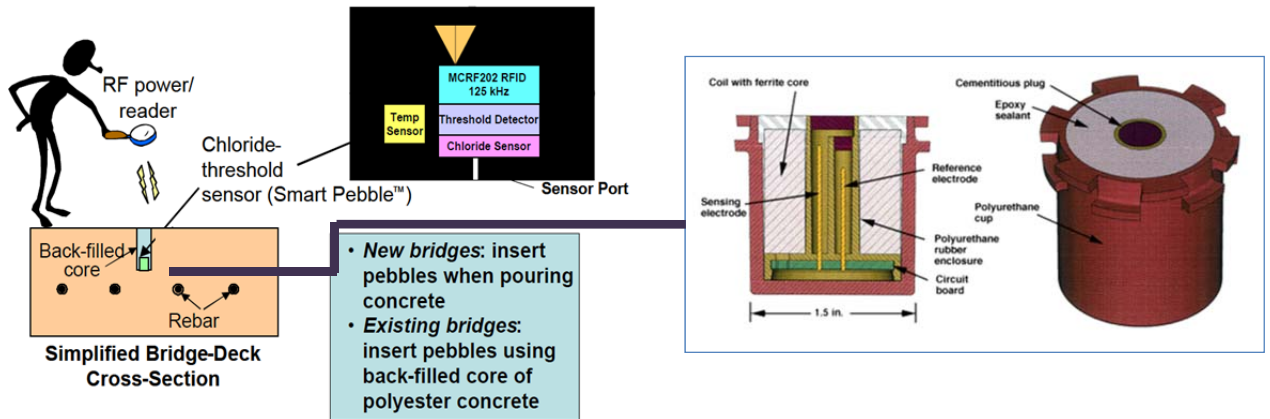 RF power/
reader
Chloride-
threshold
sensor (Smart Pebble™)
Back-filled
core
Rebar
Simplified Bridge-Deck
Cross-Section
MCRF202 RFID
125 kHz
Temp
Sensor
Threshold Detector
Chloride Sensor
Sensor Port
• New bridges: insert
pebbles when pouring
concrete
• Existing bridges:
insert pebbles using
back-filled core of
polyester concrete
Coil with ferrite core
Sensing
electrode
Reference
electrode
Polyurethane
rubber
enclosure
Circuit
board
1.5 in.
Cementitious plug
Epoxy
sealant
Polyurethane
cup